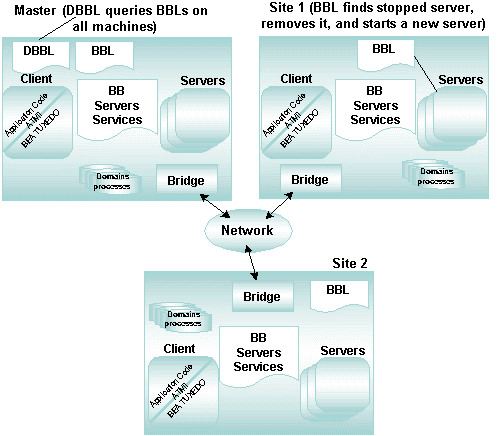 Master (DBBL queries BBLs on
all machines)
DBBL
BBL
Client
Servers
BB
Servers
Services
Application Code
ATMI
BEA TUXEDO
Domains
processes
Bridge
Site 1 (BBL finds stopped server,
removes it, and starts a new server)
BBL
Client
Servers
BB
Servers
Services
Application Code
ATMI
BEA TUXEDO
Domains
processes
Bridge
Network
Site 2
Bridge
BBL
Domains
processes
Client
BB
Servers
Services
Servers
Application Code
ATMI
BEA TUXEDO